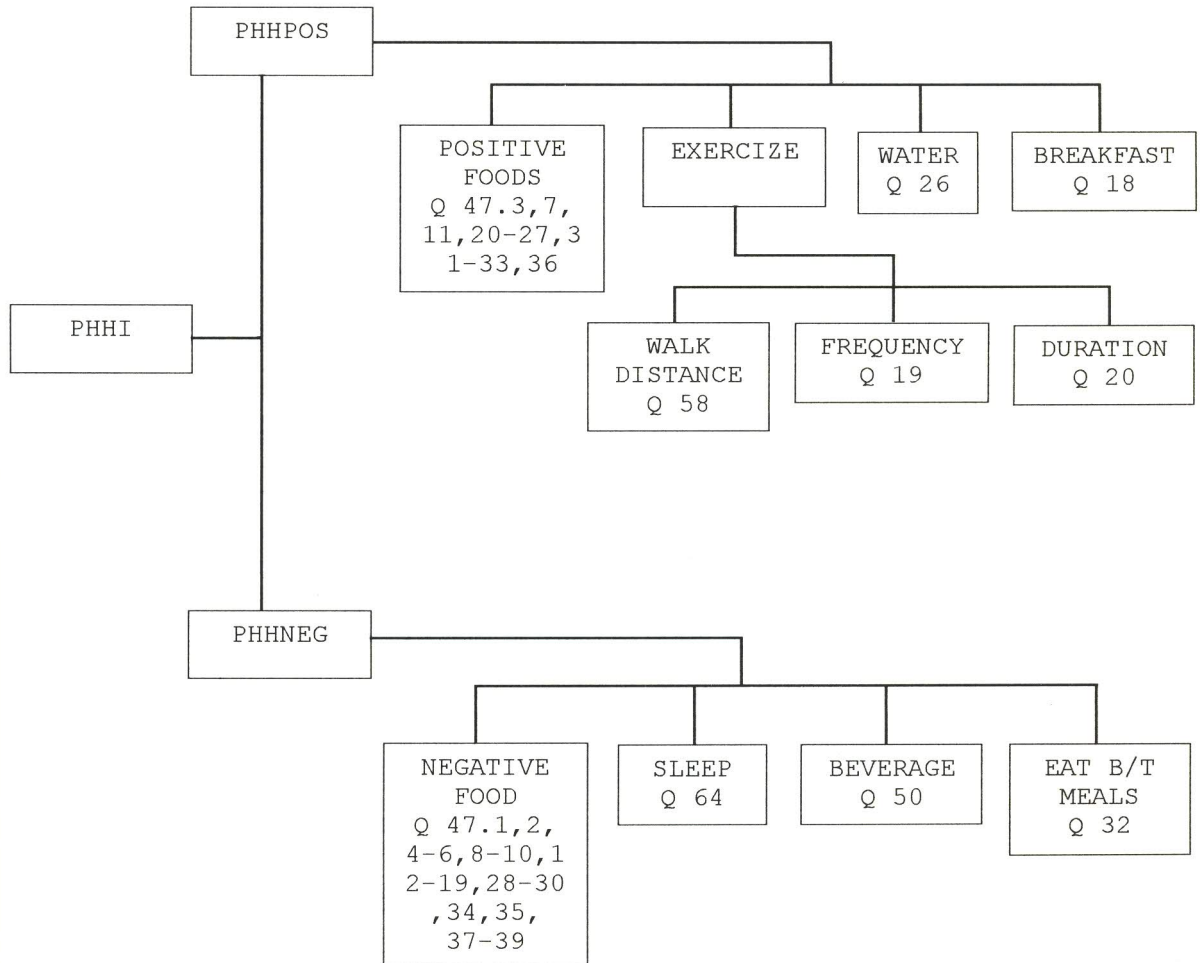 PHHPOS
POSITIVE
FOODS
Q 47.3,7,
11,20-27,3
1-33,36
EXERCIZE
WATER
Q 26
BREAKFAST
Q 18
PHHI
WALK
DISTANCE
Q 58
FREQUENCY
Q 19
DURATION
Q 20
PHHNEG
NEGATIVE
FOOD
Q 47.1,2,
4-6,8-10,1
2-19,28-30
,34,35,
37-39
SLEEP
Q 64
BEVERAGE
Q 50
EAT B/T
MEALS
Q 32